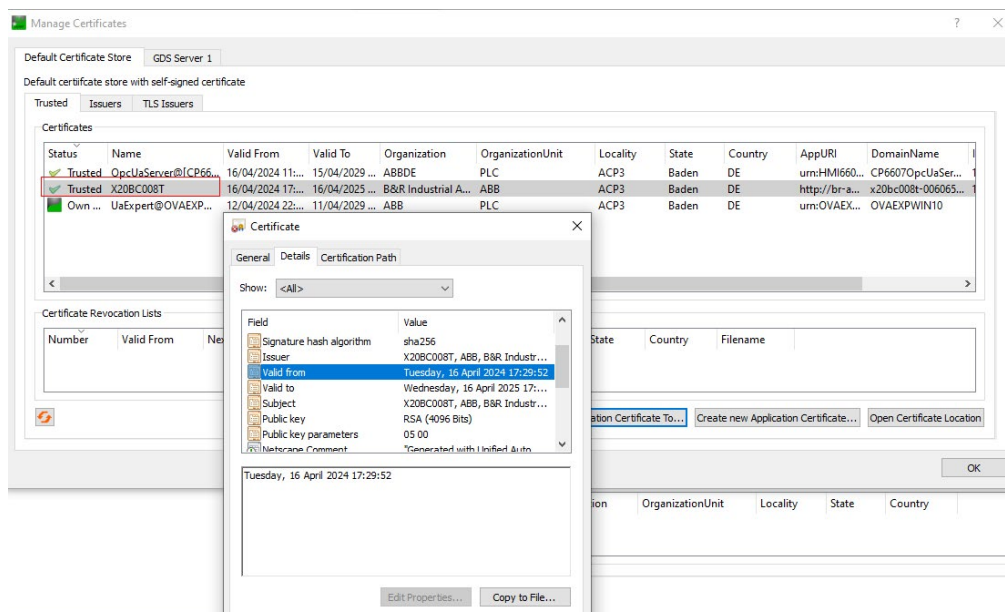 Manage Certificates
?
Default Certificate Store GDS Server 1
Default certiifcate store with self-signed certificate
Trusted Issuers TLS Issuers
Certificates
Status Name Valid From Valid To Organization OrganizationUnit Locality State Country AppURI DomainName
Trusted OpcUaServer@[CP66... 16/04/2024 11:... 15/04/2029 ... ABBDE PLC ACP3 Baden DE urn:HMI660... CP6607OpcUaSer...
Trusted X20BC008T 16/04/2024 17:... 16/04/2025 ... B&R Industrial A... ABB ACP3 Baden DE http://br-a... x20bc008t-006065...
Own ... UaExpert@OVAEXP... 12/04/2024 22:... 11/04/2029 ... ABB PLC ACP3 Baden DE urn:OVAEX... OVAEXPWIN10
Certificate
General Details Certification Path
Show: <All>
Field Value
Signature hash algorithm sha256
Issuer X20BC008T, ABB, B&R Industr...
Valid from Tuesday, 16 April 2024 17:29:52
Valid to Wednesday, 16 April 2025 17:...
Subject X20BC008T, ABB, B&R Industr...
Public key RSA (4096 Bits)
Public key parameters 05 00
Netscape Comment "Generated with Unified Auto
Tuesday, 16 April 2024 17:29:52
Edit Properties... Copy to File...
Certificate Revocation Lists
Number Valid From State Country Filename
Certificate To... Create new Application Certificate... Open Certificate Location
OK
OrganizationUnit Locality State Country